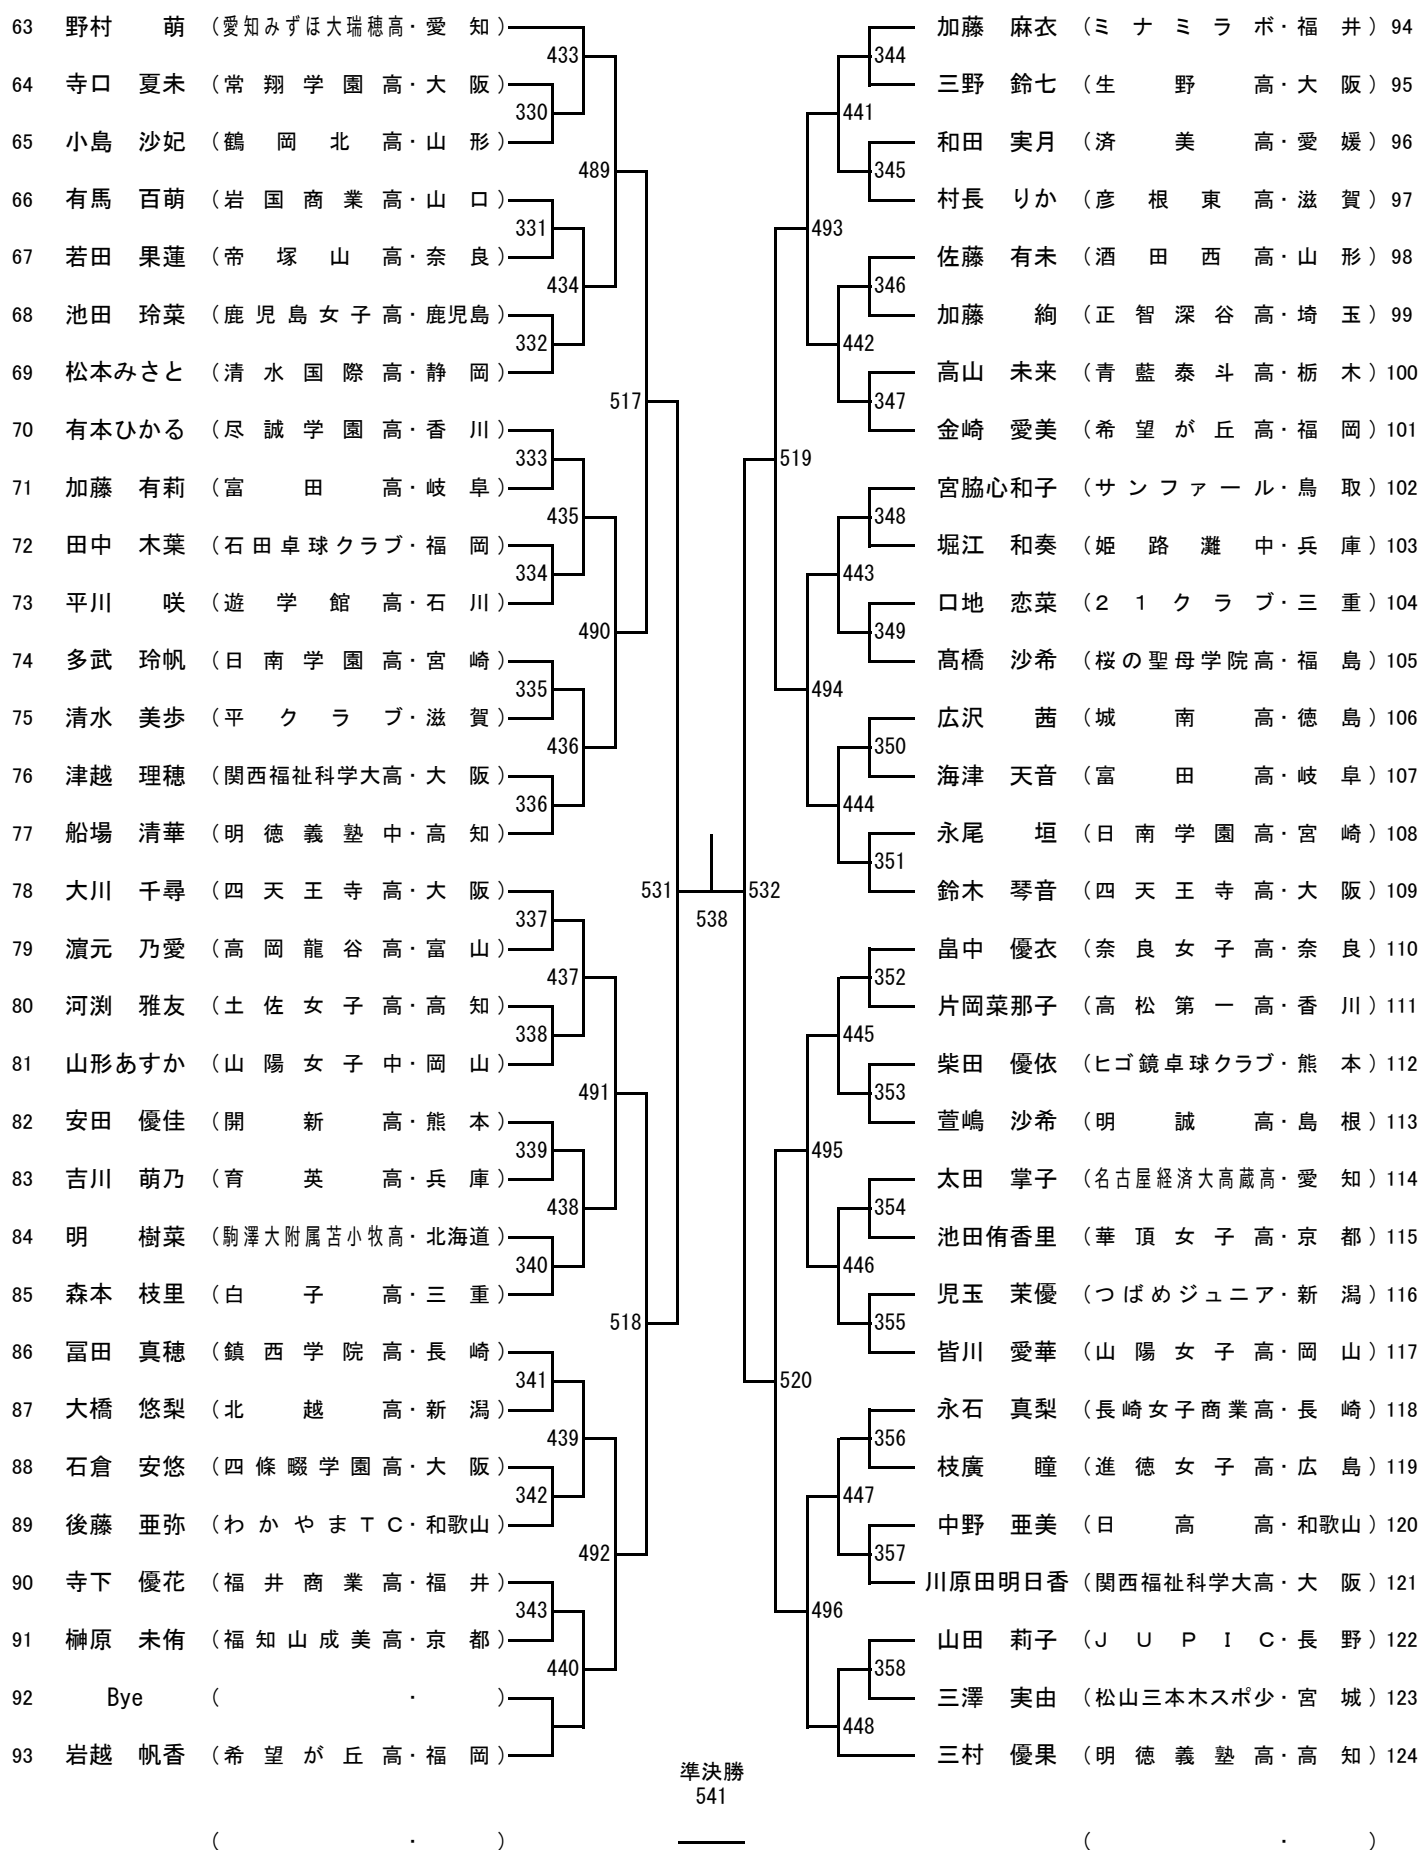 63 野村 萌 (愛知みずほ大瑞穂高・愛知)
64 寺口 夏未 (常翔学園高・大阪)
65 小島 沙妃 (鶴岡北高・山形)
66 有馬 百萌 (岩国商業高・山口)
67 若田 果蓮 (帝塚山高・奈良)
68 池田 玲菜 (鹿児島女子高・鹿児島)
69 松本みさと (清水国際高・静岡)
70 有本ひかる (尽誠学園高・香川)
71 加藤 有莉 (富田高・岐阜)
72 田中 木葉 (石田卓球クラブ・福岡)
73 平川 咲 (遊学館高・石川)
74 多武 玲帆 (日南学園高・宮崎)
75 清水 美歩 (平クラブ・滋賀)
76 津越 理穂 (関西福祉科学大高・大阪)
77 船場 清華 (明徳義塾中・高知)
78 大川 千尋 (四天王寺高・大阪)
79 濵元 乃愛 (高岡龍谷高・富山)
80 河渕 雅友 (土佐女子高・高知)
81 山形あすか (山陽女子中・岡山)
82 安田 優佳 (開新高・熊本)
83 吉川 萌乃 (育英高・兵庫)
84 明 樹菜 (駒澤大附属苫小牧高・北海道)
85 森本 枝里 (白子高・三重)
86 冨田 真穂 (鎮西学院高・長崎)
87 大橋 悠梨 (北越高・新潟)
88 石倉 安悠 (四條畷学園高・大阪)
89 後藤 亜弥 (わかやまTC・和歌山)
90 寺下 優花 (福井商業高・福井)
91 榊原 未侑 (福知山成美高・京都)
92 Bye ( ・ )
93 岩越 帆香 (希望が丘高・福岡)
( ・ )
433
330
489
331
434
332
517
333
435
334
490
335
436
336
531
337
437
338
491
339
438
340
518
341
439
342
492
343
440
538
準決勝
541
532
344
441
345
493
346
442
347
519
348
443
349
494
350
444
351
352
445
353
495
354
446
355
520
356
447
357
496
358
448
加藤 麻衣 (ミナミラボ・福井) 94
三野 鈴七 (生野高・大阪) 95
和田 実月 (済美高・愛媛) 96
村長 りか (彦根東高・滋賀) 97
佐藤 有未 (酒田西高・山形) 98
加藤 絢 (正智深谷高・埼玉) 99
高山 未来 (青藍泰斗高・栃木) 100
金崎 愛美 (希望が丘高・福岡) 101
宮脇心和子 (サンファール・鳥取) 102
堀江 和奏 (姫路灘中・兵庫) 103
口地 恋菜 (21クラブ・三重) 104
髙橋 沙希 (桜の聖母学院高・福島) 105
広沢 茜 (城南高・徳島) 106
海津 天音 (富田高・岐阜) 107
永尾 垣 (日南学園高・宮崎) 108
鈴木 琴音 (四天王寺高・大阪) 109
畠中 優衣 (奈良女子高・奈良) 110
片岡菜那子 (高松第一高・香川) 111
柴田 優依 (ヒゴ鏡卓球クラブ・熊本) 112
萱嶋 沙希 (明誠高・島根) 113
太田 掌子 (名古屋経済大高蔵高・愛知) 114
池田侑香里 (華頂女子高・京都) 115
児玉 茉優 (つばめジュニア・新潟) 116
皆川 愛華 (山陽女子高・岡山) 117
永石 真梨 (長崎女子商業高・長崎) 118
枝廣 瞳 (進徳女子高・広島) 119
中野 亜美 (日高高・和歌山) 120
川原田明日香 (関西福祉科学大高・大阪) 121
山田 莉子 (JUPIC・長野) 122
三澤 実由 (松山三本木スポ少・宮城) 123
三村 優果 (明徳義塾高・高知) 124
( ・ )